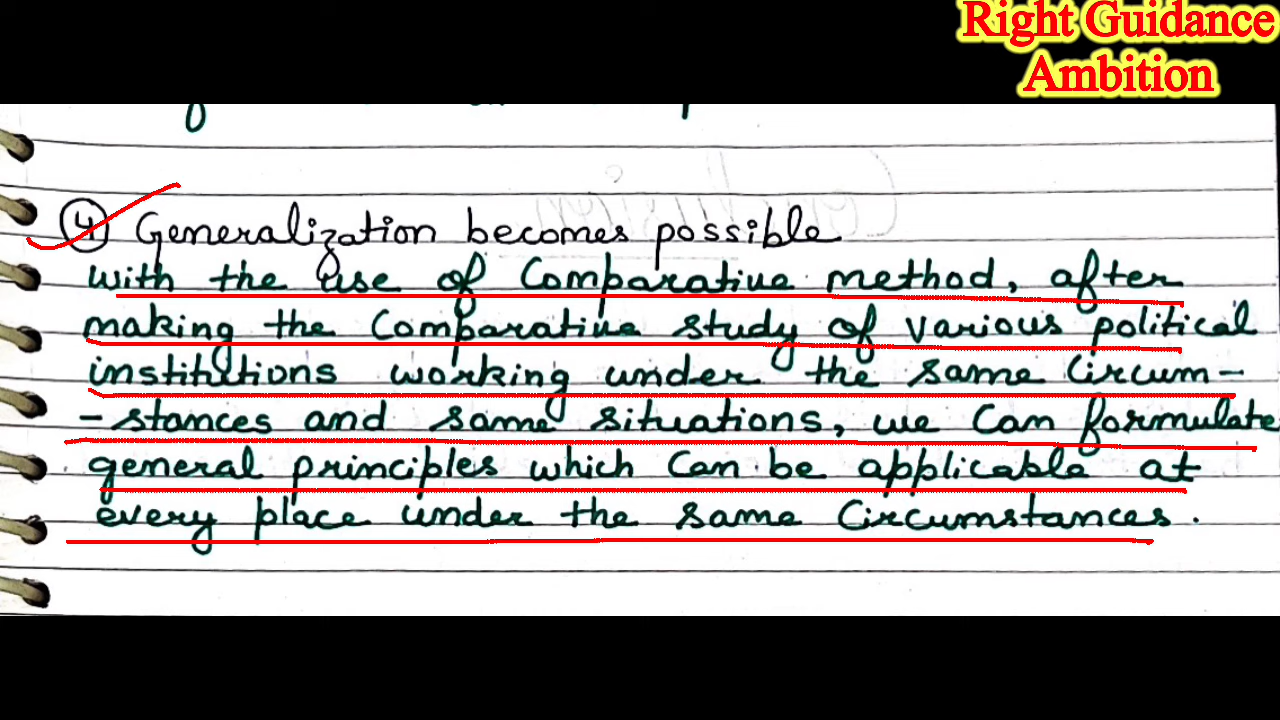 Right Guidance
Ambition
④ Generalization becomes possible
with the use of Comparative method, after
making the Comparative study of various political
institutions working under the same Circum-
-stances and same situations, we Can formulate
general principles which Can be applicable at
every place under the same Circumstances.